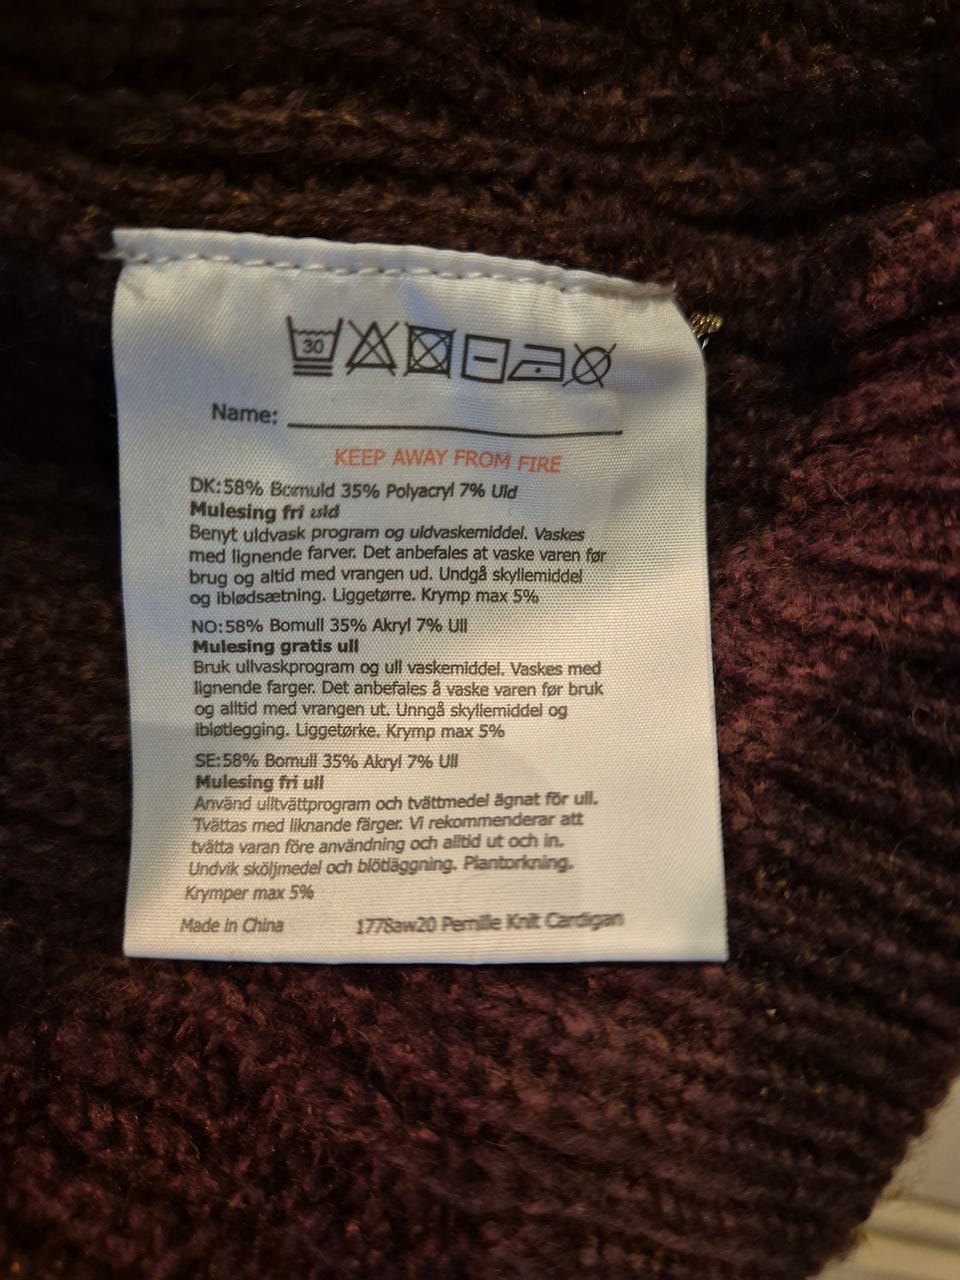 30
Name:
KEEP AWAY FROM FIRE
DK:58% Bomuld 35% Polyacryl 7% Uld
Mulesing fri uld
Benyt uldvask program og uldvaskemiddel. Vaskes
med lignende farver. Det anbefales at vaske varen før
brug og altid med vrangen ud. Undgå skyllemiddel
og iblødsætning. Liggetørre. Krymp max 5%
NO:58% Bomull 35% Akryl 7% Ull
Mulesing gratis ull
Bruk ullvaskprogram og ull vaskemiddel. Vaskes med
lignende farger. Det anbefales å vaske varen før bruk
og alltid med vrangen ut. Unngå skyllemiddel og
ibløtlegging. Liggetørke. Krymp max 5%
SE:58% Bomull 35% Akryl 7% Ull
Mulesing fri ull
Använd ulltvättprogram och tvättmedel ägnat för ull.
Tvättas med liknande färger. Vi rekommenderar att
tvätta varan före användning och alltid ut och in.
Undvik sköljmedel och blötläggning. Plantorkning.
Krymper max 5%
Made in China 1778aw20 Pernille Knit Cardigan